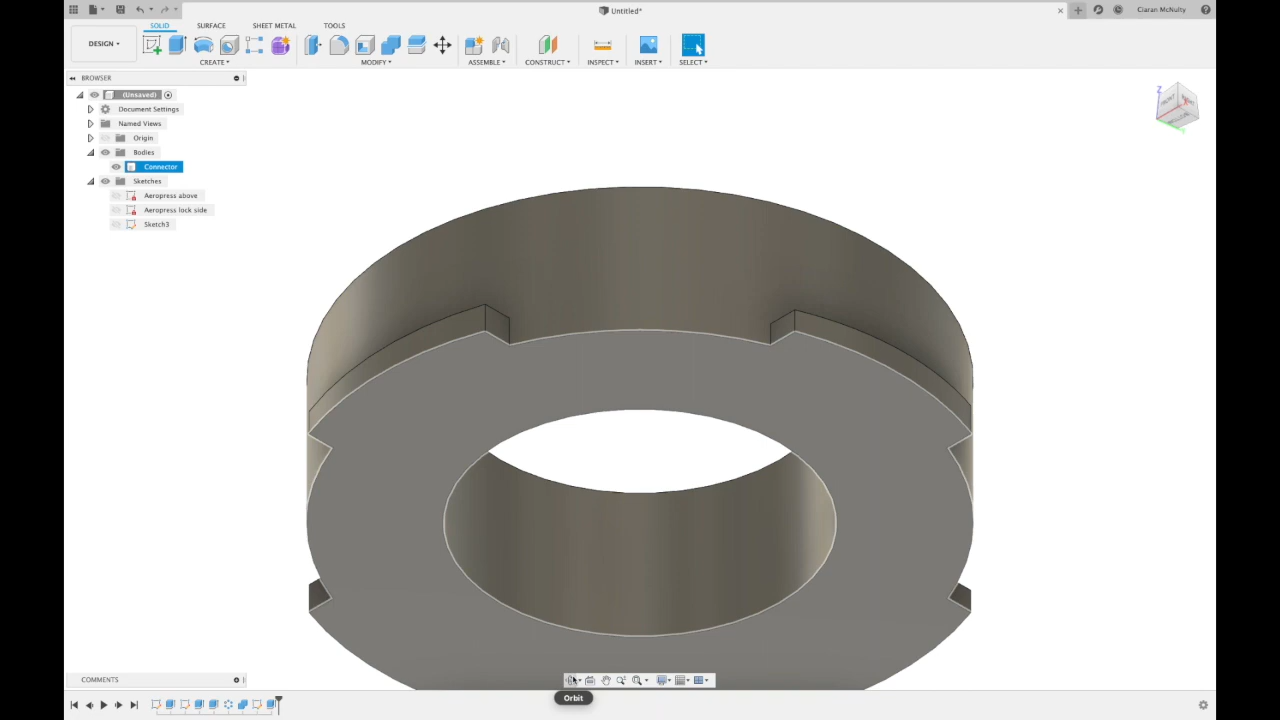 Untitled*
Ciaran McNulty
SOLID SURFACE SHEET METAL TOOLS
DESIGN
CREATE MODIFY ASSEMBLE CONSTRUCT INSPECT INSERT SELECT
BROWSER
(Unsaved)
Document Settings
Named Views
Origin
Bodies
Connector
Sketches
Aeropress above
Aeropress lock side
Sketch3
Z
FRONT
COMMENTS
Orbit